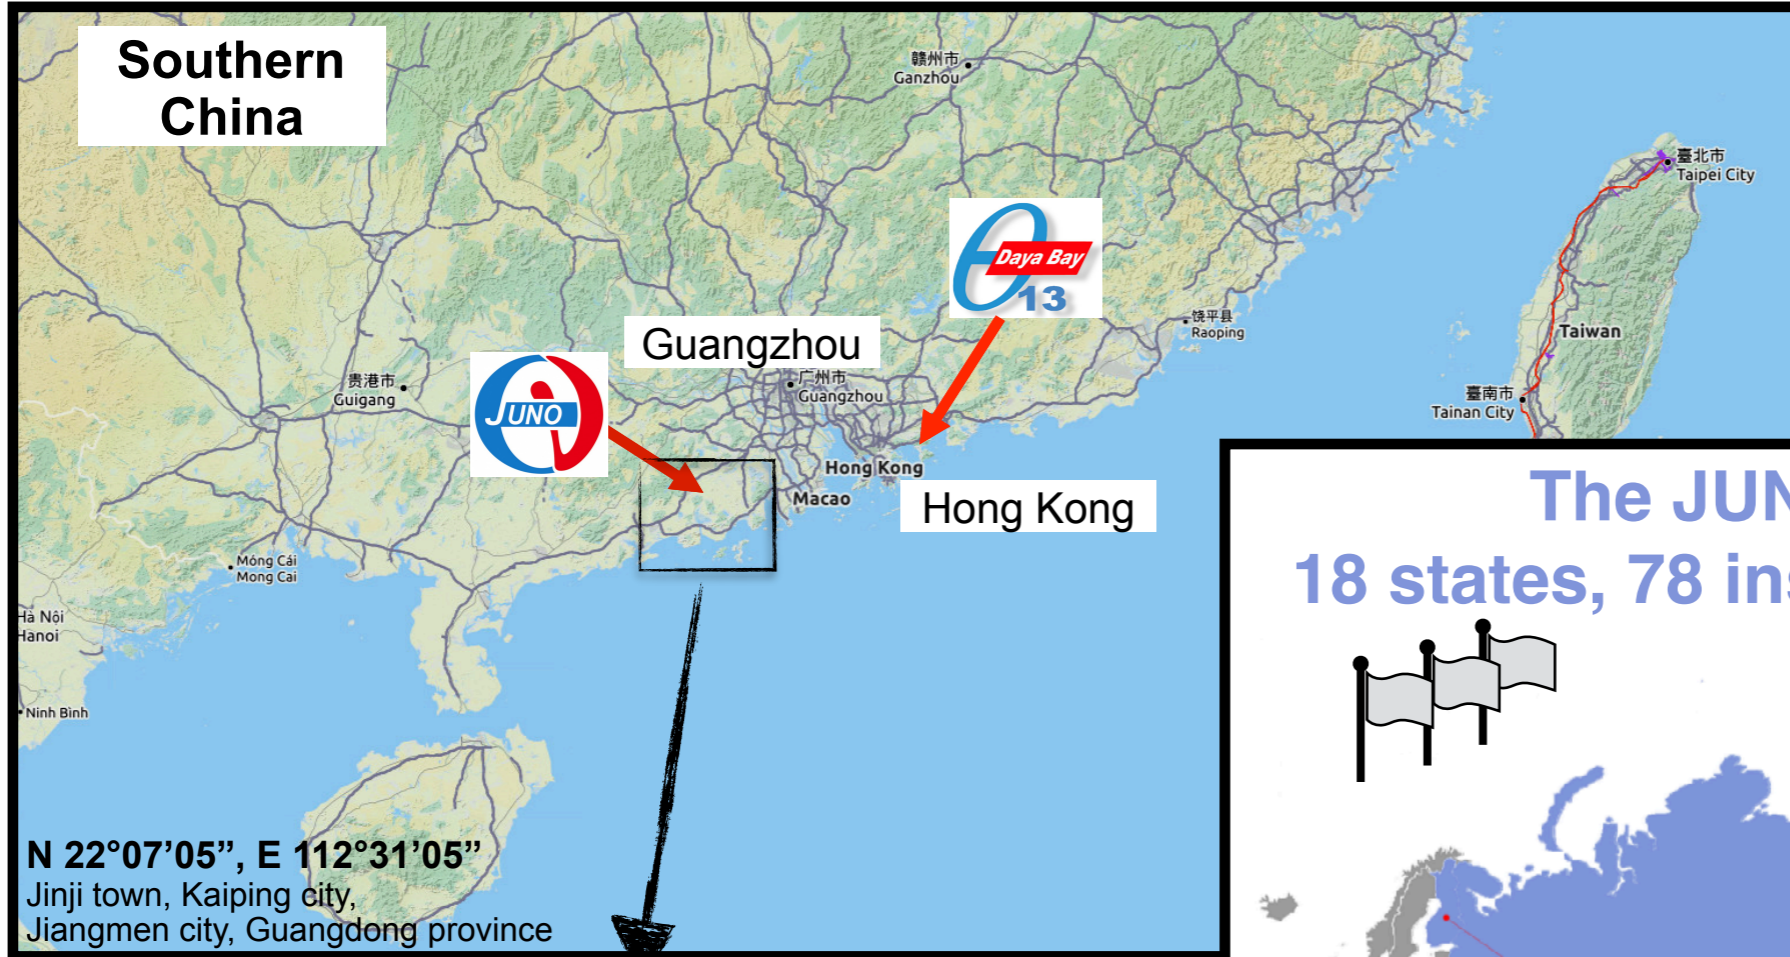 Southern
China
赣州市
Ganzhou
臺北市
Taipei City
θ
Daya Bay
13
饶平县
Raoping
Taiwan
Guangzhou
JUNO
贵港市
Guigang
广州市
Guangzhou
臺南市
Tainan City
Hong Kong
Macao
Hong Kong
The JUN
18 states, 78 ins
Móng Cái
Mong Cai
Hà Nội
Hanoi
Ninh Bình
N 22°07’05”, E 112°31’05”
Jinji town, Kaiping city,
Jiangmen city, Guangdong province